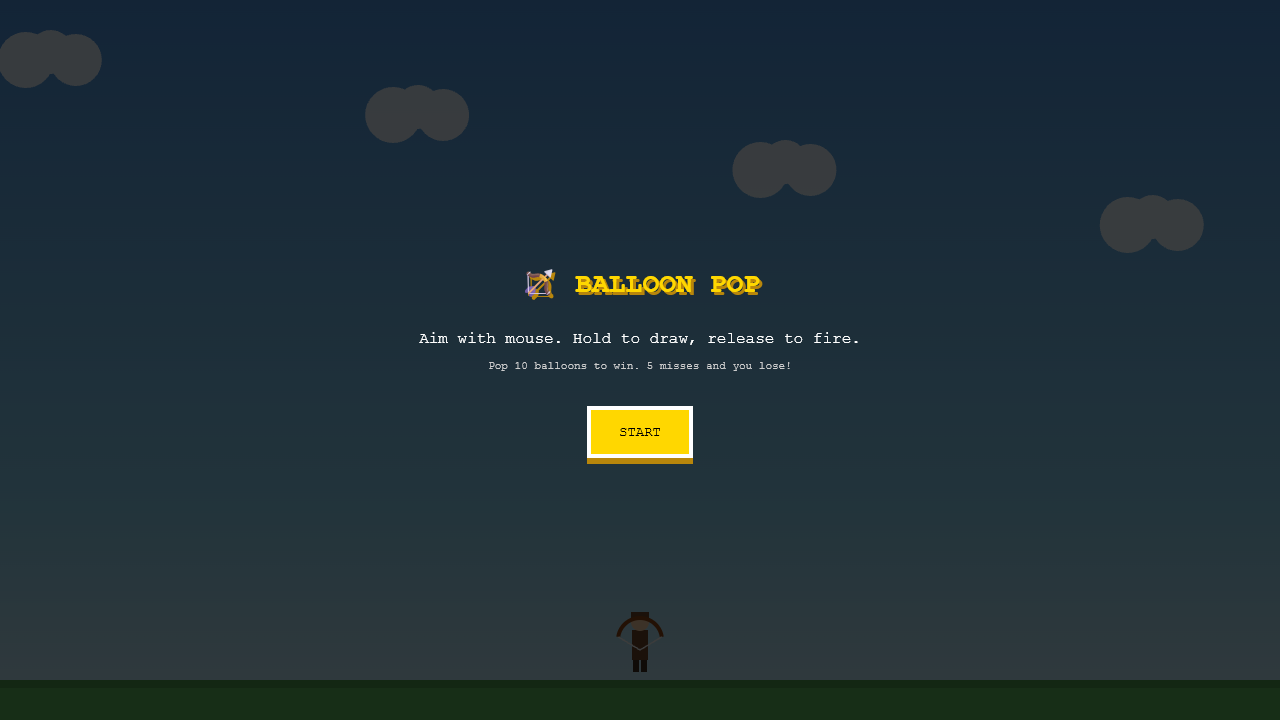 🏹 BALLOON POP
Aim with mouse. Hold to draw, release to fire.
Pop 10 balloons to win. 5 misses and you lose!
START